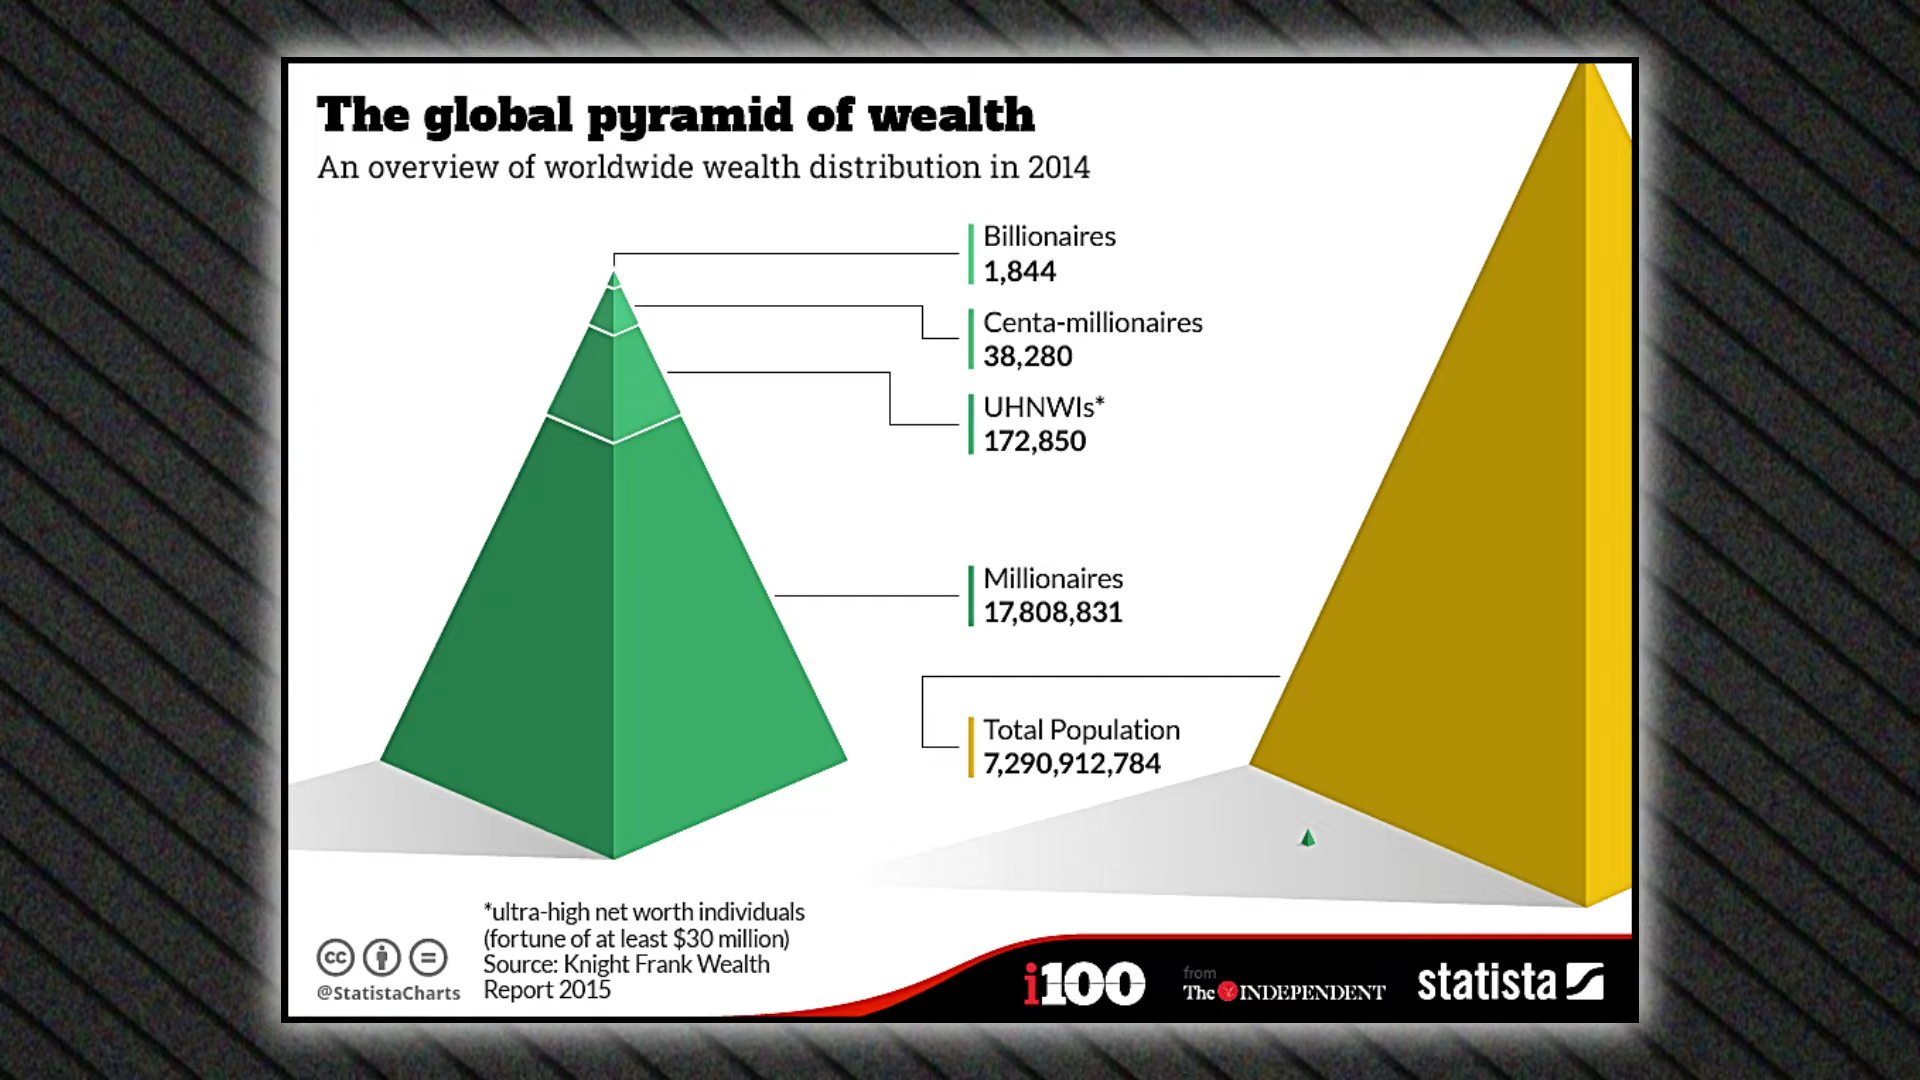 The global pyramid of wealth
An overview of worldwide wealth distribution in 2014
Billionaires
1,844
Centa-millionaires
38,280
UHNWIs*
172,850
Millionaires
17,808,831
Total Population
7,290,912,784
*ultra-high net worth individuals
(fortune of at least $30 million)
Source: Knight Frank Wealth
Report 2015
cc
@StatistaCharts
i100
from
The INDEPENDENT
statista